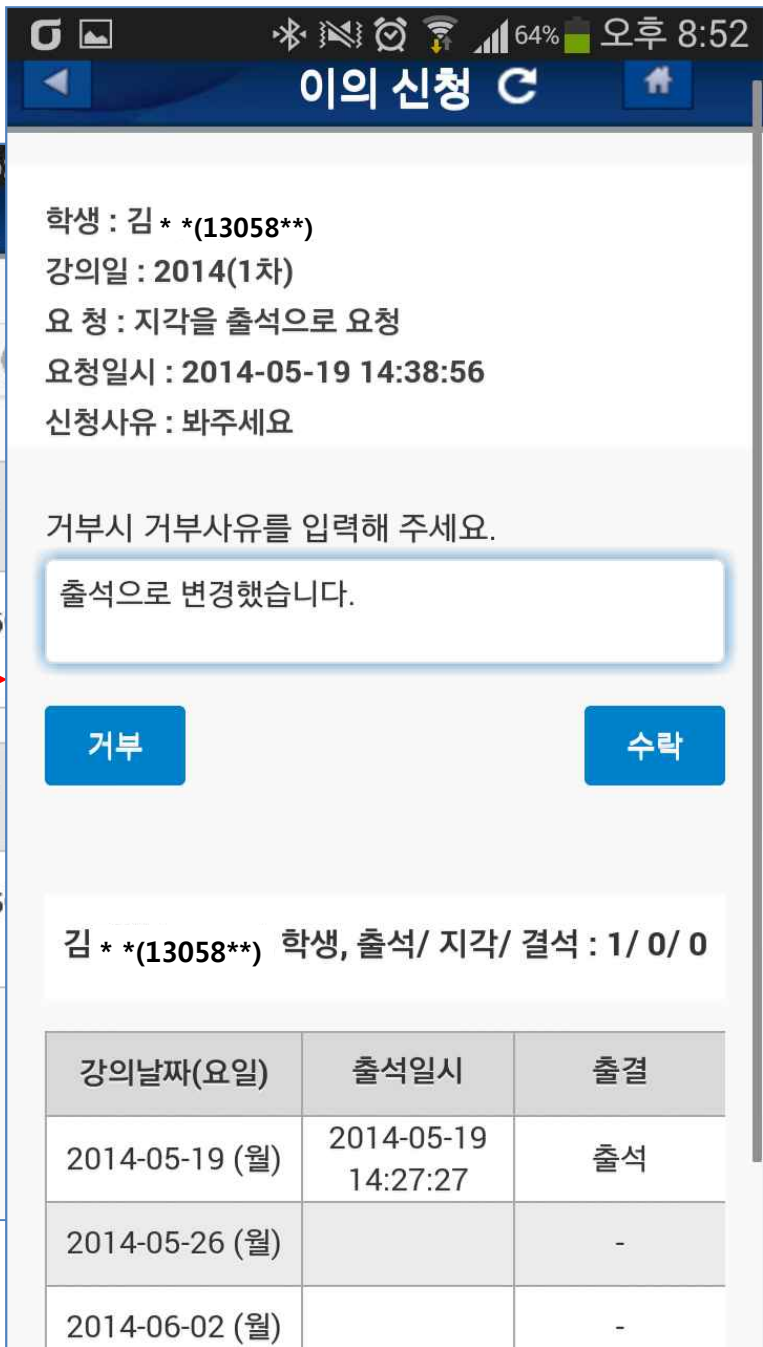 64% 오후 8:52
이의 신청
학생 : 김 * *(13058**)
강의일 : 2014(1차)
요 청 : 지각을 출석으로 요청
요청일시 : 2014-05-19 14:38:56
신청사유 : 봐주세요
거부시 거부사유를 입력해 주세요.
출석으로 변경했습니다.
거부 수락
김 * *(13058**) 학생, 출석/ 지각/ 결석 : 1/ 0/ 0
강의날짜(요일) 출석일시 출결
2014-05-19 (월) 2014-05-19 14:27:27 출석
2014-05-26 (월) -
2014-06-02 (월) -